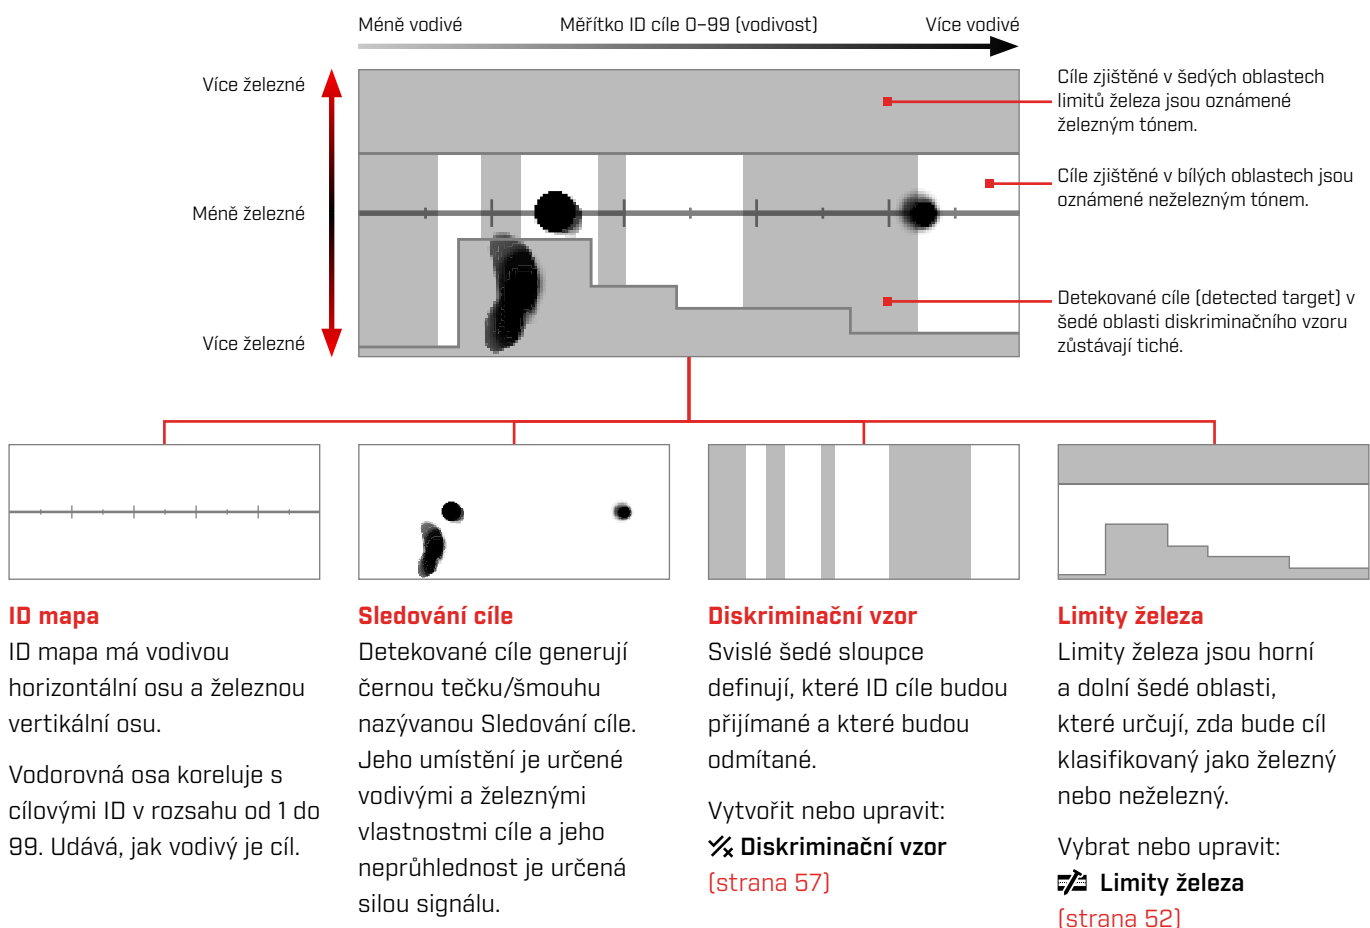 Méně vodivé
Měřítko ID cíle 0–99 (vodivost)
Více vodivé
Více železné
Méně železné
Více železné
Cíle zjištěné v šedých oblastech
limitů železa jsou oznámené
železným tónem.
Cíle zjištěné v bílých oblastech jsou
oznámené neželezným tónem.
Detekované cíle (detected target) v
šedé oblasti diskriminačního vzoru
zůstávají tiché.
ID mapa
ID mapa má vodivou
horizontální osu a železnou
vertikální osu.
Vodorovná osa koreluje s
cílovými ID v rozsahu od 1 do
99. Udává, jak vodivý je cíl.
Sledování cíle
Detekované cíle generují
černou tečku/šmouhu
nazývanou Sledování cíle.
Jeho umístění je určené
vodivými a železnými
vlastnostmi cíle a jeho
neprůhlednost je určená
silou signálu.
Diskriminační vzor
Svislé šedé sloupce
definují, které ID cíle budou
přijímané a které budou
odmítané.
Vytvořit nebo upravit:
Diskriminační vzor
(strana 57)
Limity železa
Limity železa jsou horní
a dolní šedé oblasti,
které určují, zda bude cíl
klasifikovaný jako železný
nebo neželezný.
Vybrat nebo upravit:
Limity železa
(strana 52)